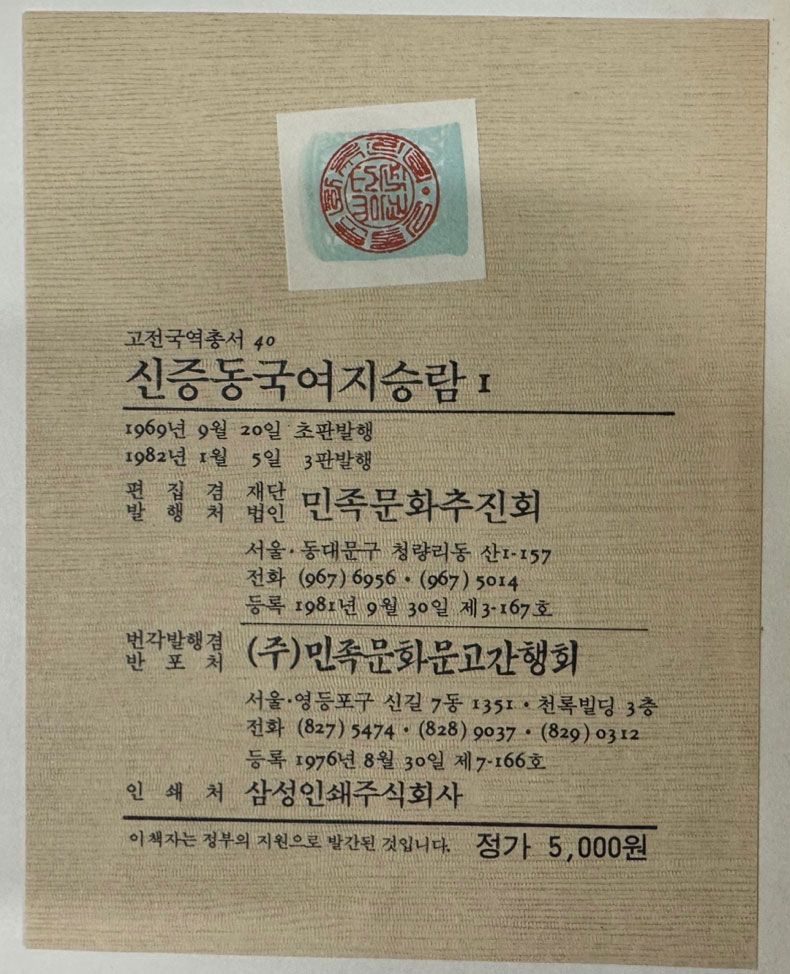 고전국역총서 40
신증동국여지승람 I
1969년 9월 20일 초판발행
1982년 1월 5일 3판발행
편집겸 재단
발행처 법인 민족문화추진회
서울·동대문구 청량리동 산1-157
전화 (967) 6956·(967) 5014
등록 1981년 9월 30일 제3-167호
번각발행겸
반포처 (주)민족문화문고간행회
서울·영등포구 신길 7동 1351·천록빌딩 3층
전화 (827) 5474·(828) 9037·(829) 0312
등록 1976년 8월 30일 제7-166호
인쇄처 삼성인쇄주식회사
이 책자는 정부의 지원으로 발간된 것입니다. 정가 5,000원